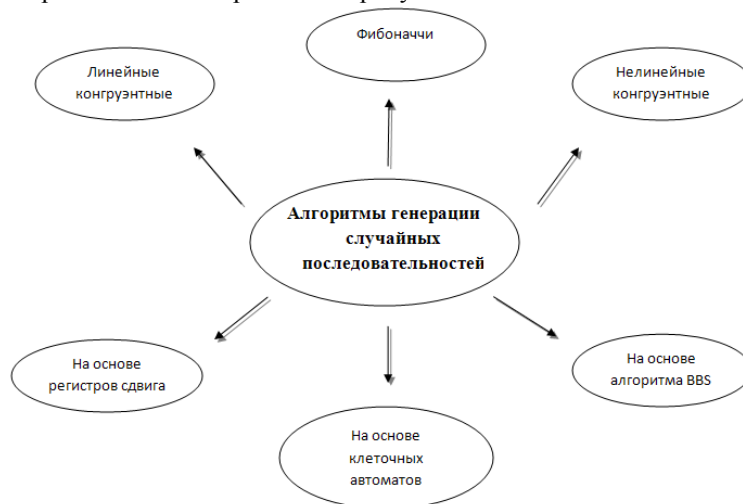 Фибоначчи
Линейные
конгруэнтные
Нелинейные
конгруэнтные
Алгоритмы генерации
случайных
последовательностей
На основе
регистров сдвига
На основе
алгоритма BBS
На основе
клеточных
автоматов